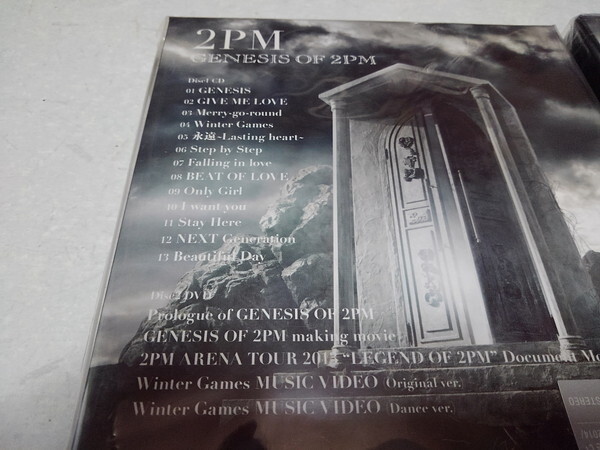 2PM
GENESIS OF 2PM
Disc1 CD
01 GENESIS
02 GIVE ME LOVE
03 Merry-go-round
04 Winter Games
05 永遠~Lasting heart~
06 Step by Step
07 Falling in love
08 BEAT OF LOVE
09 Only Girl
10 I want you
11 Stay Here
12 NEXT Generation
13 Beautiful Day
Disc2 DVD
Prologue of GENESIS OF 2PM
GENESIS OF 2PM making movie
2PM ARENA TOUR "LEGEND OF 2PM" Document
Winter Games MUSIC VIDEO (Original ver.)
Winter Games MUSIC VIDEO (Dance ver.)